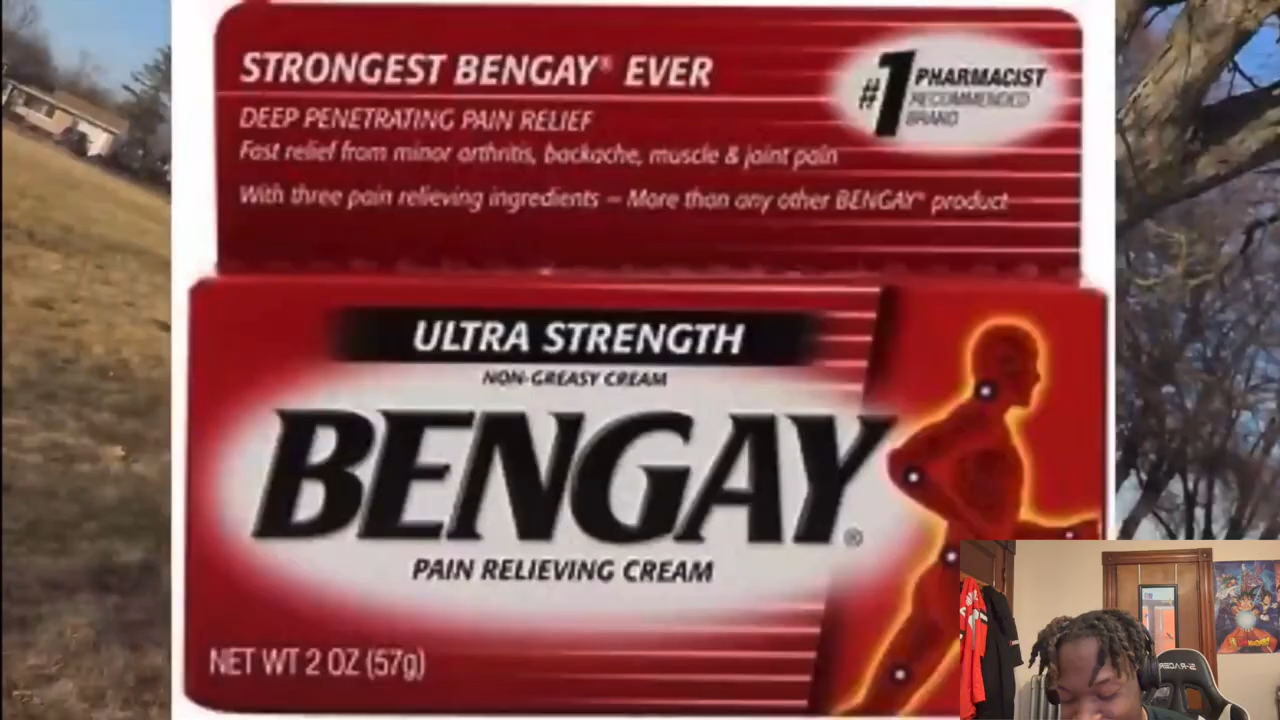 STRONGEST BENGAY® EVER
#1 PHARMACIST
RECOMMENDED
BRAND
DEEP PENETRATING PAIN RELIEF
Fast relief from minor arthritis, backache, muscle & joint pain
With three pain relieving ingredients – More than any other BENGAY® product
ULTRA STRENGTH
NON-GREASY CREAM
BENGAY®
PAIN RELIEVING CREAM
NET WT 2 OZ (57g)